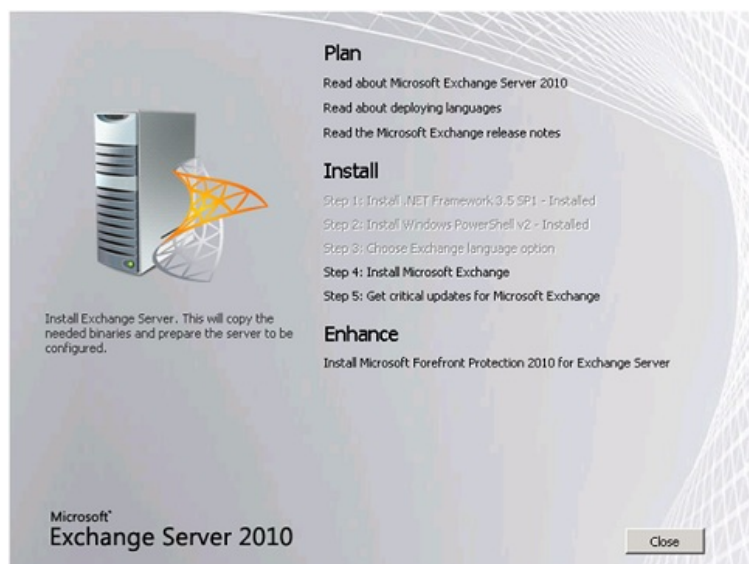 Plan
Read about Microsoft Exchange Server 2010
Read about deploying languages
Read the Microsoft Exchange release notes
Install
Step 1: Install .NET Framework 3.5 SP1 - Installed
Step 2: Install Windows PowerShell v2 - Installed
Step 3: Choose Exchange language option
Step 4: Install Microsoft Exchange
Step 5: Get critical updates for Microsoft Exchange
Install Exchange Server. This will copy the
needed binaries and prepare the server to be
configured.
Enhance
Install Microsoft Forefront Protection 2010 for Exchange Server
Microsoft®
Exchange Server 2010
Close